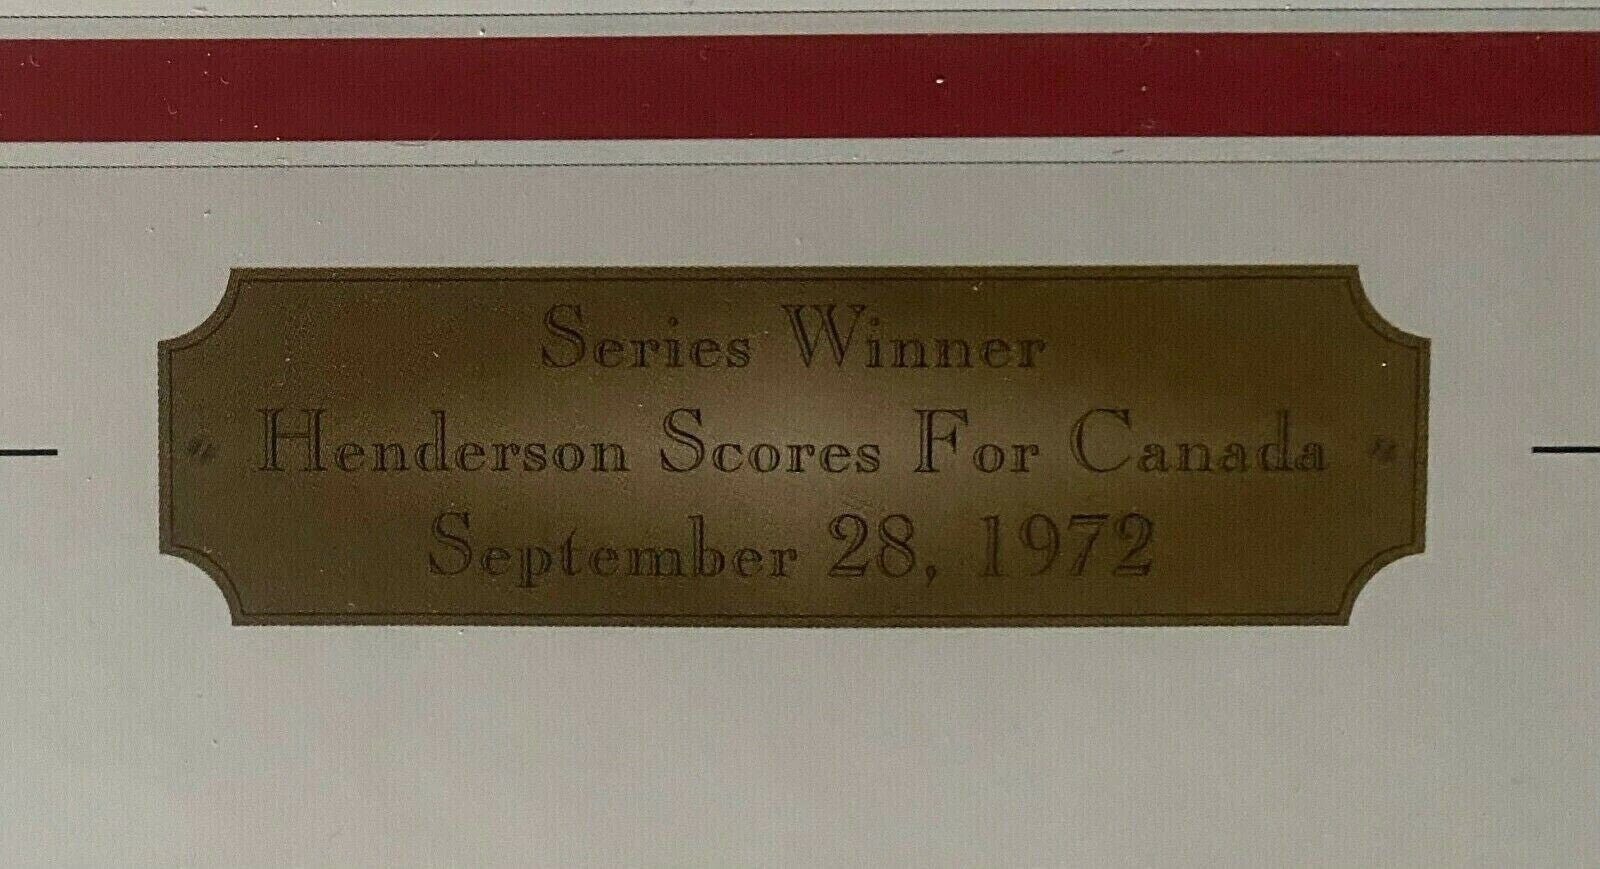 Series Winner
Henderson Scores For Canada
September 28, 1972